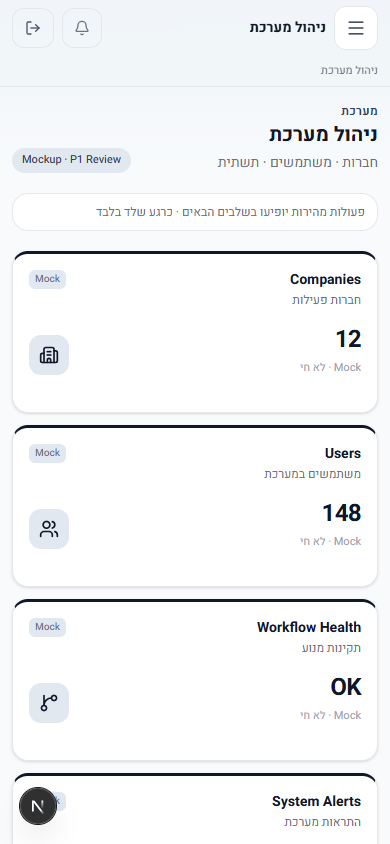 ניהול מערכת
ניהול מערכת
מערכת
ניהול מערכת
חברות · משתמשים · תשתית
Mockup · P1 Review
פעולות מהירות יופיעו בשלבים הבאים · כרגע שלד בלבד
Companies
Mock
חברות פעילות
12
Mock · לא חי
Users
Mock
משתמשים במערכת
148
Mock · לא חי
Workflow Health
Mock
תקינות מנוע
OK
Mock · לא חי
System Alerts
התראות מערכת
N